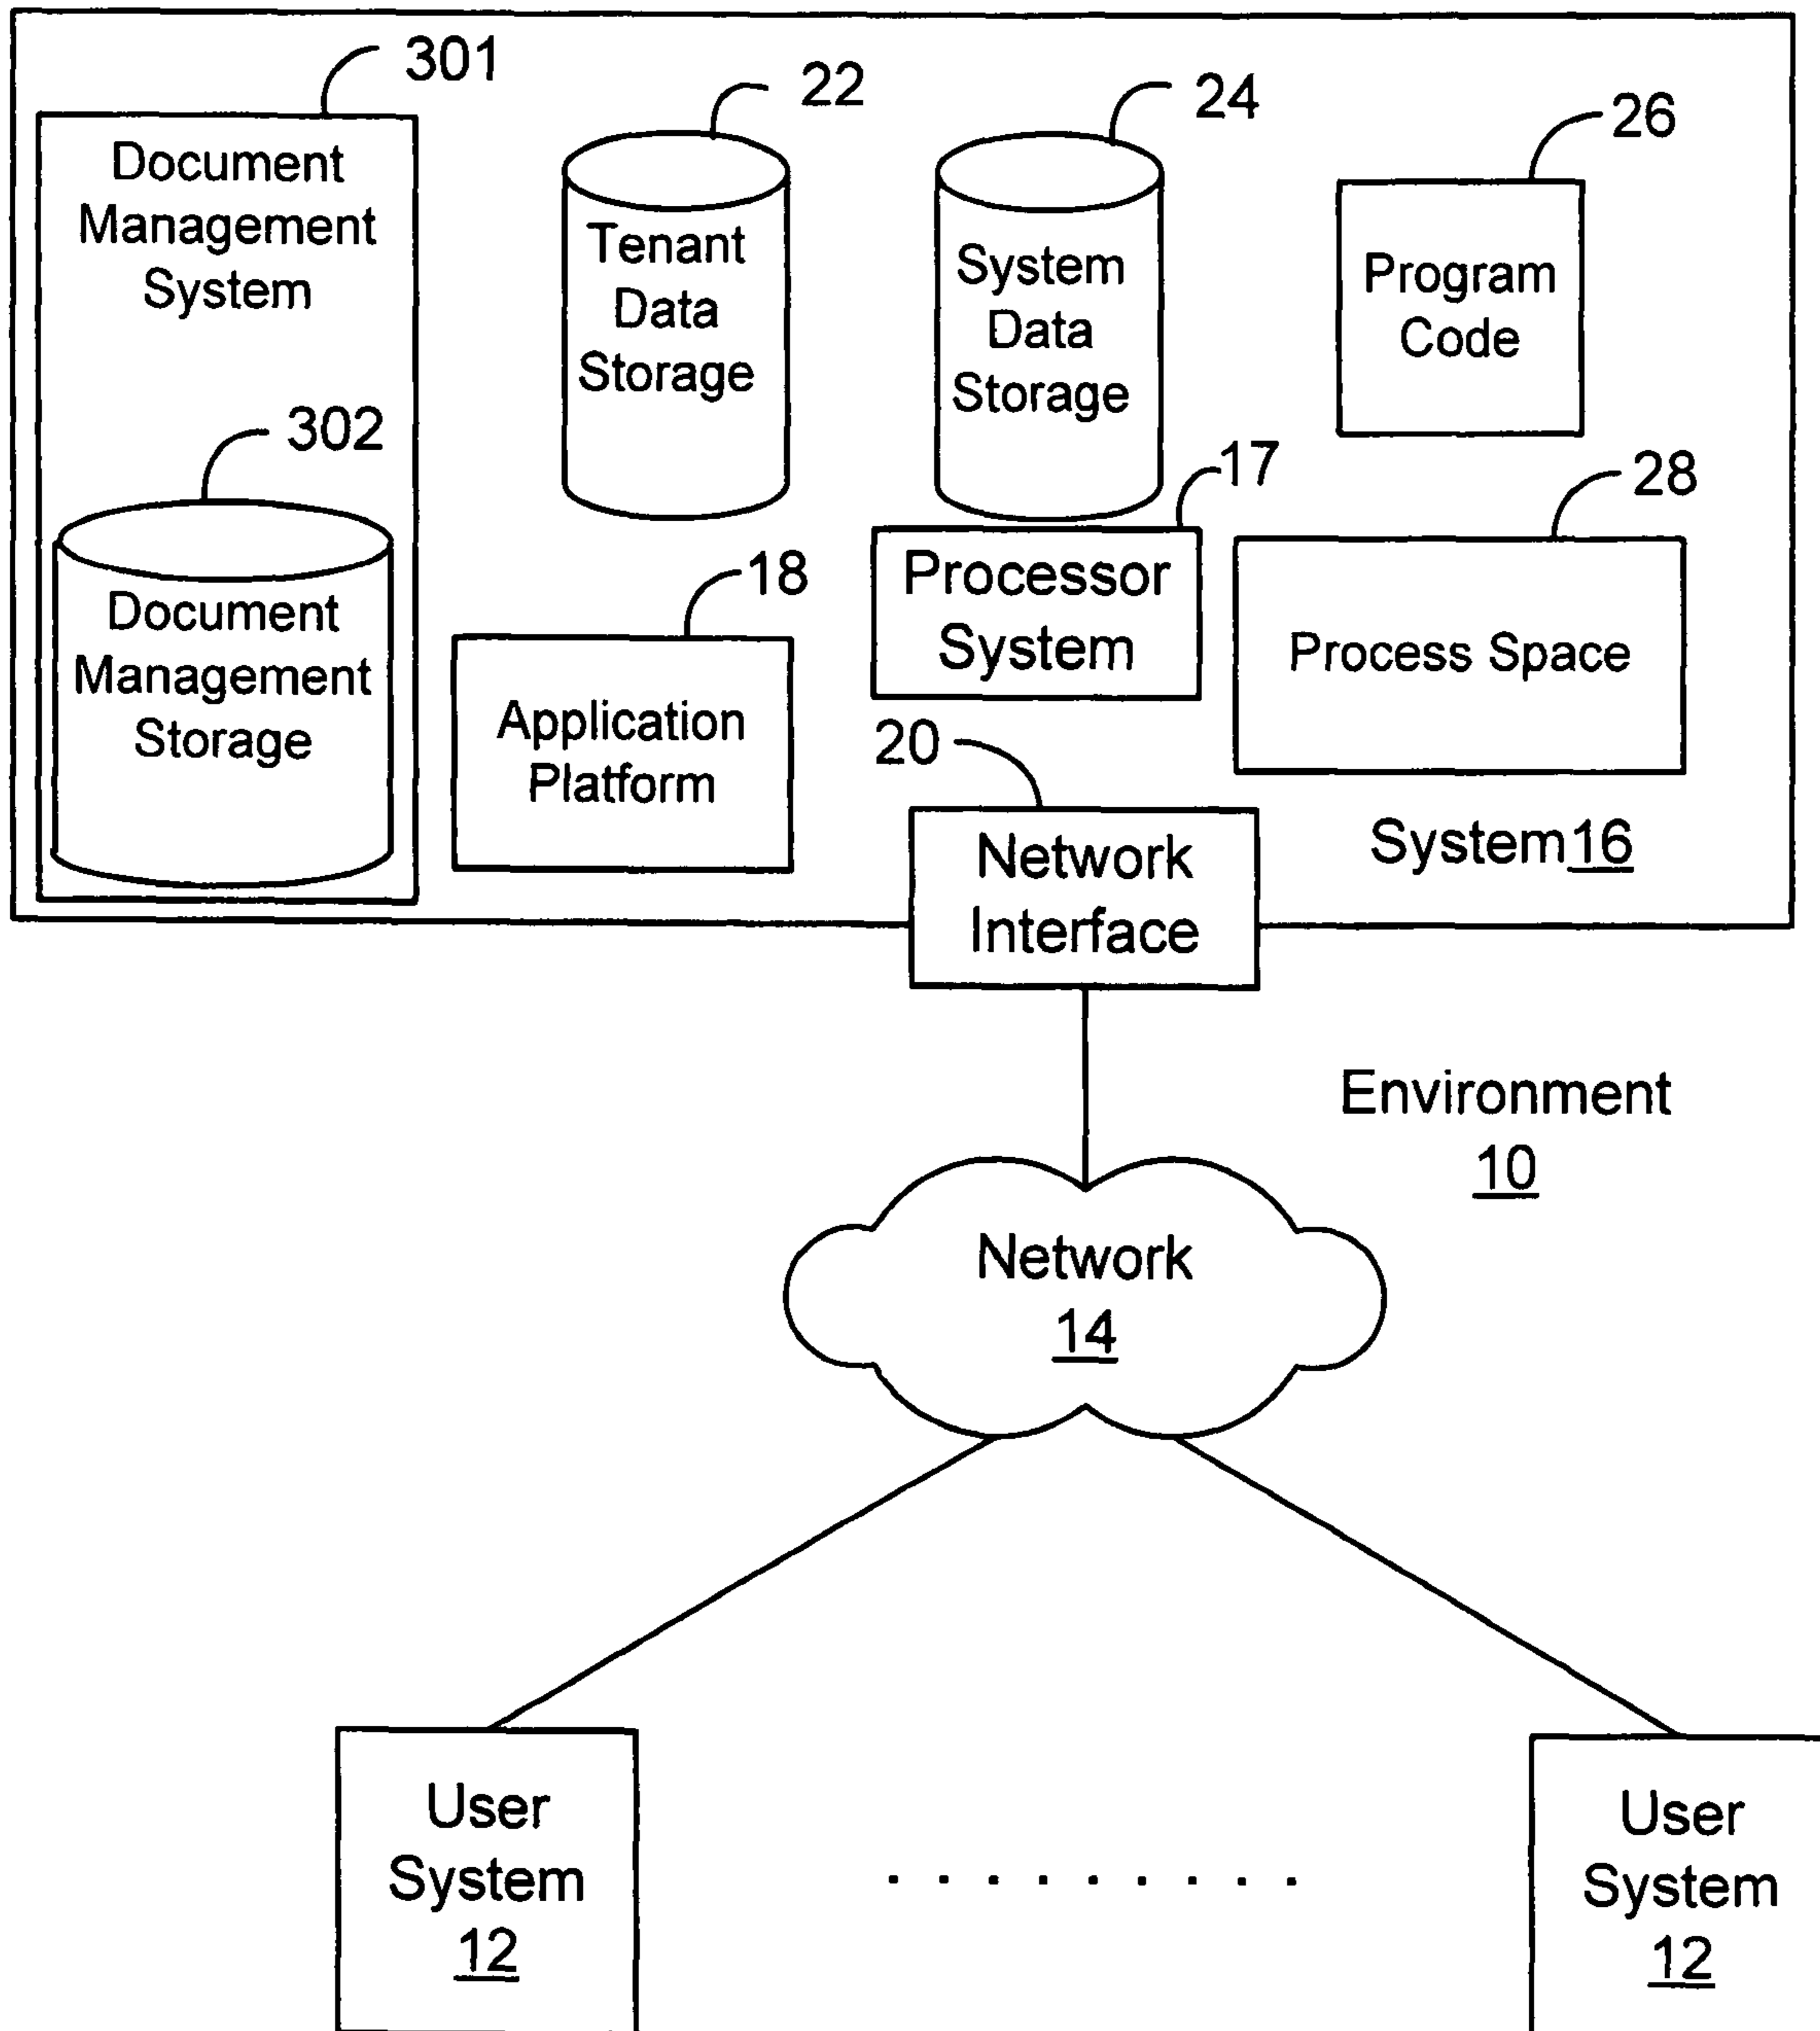 301
Document
Management
System
302
Document
Management
Storage
22
Tenant
Data
Storage
24
System
Data
Storage
26
Program
Code
17
Processor
System
28
Process Space
18
Application
Platform
20
Network
Interface
System 16
Environment
10
Network
14
User
System
12
. . . . . . . . .
User
System
12